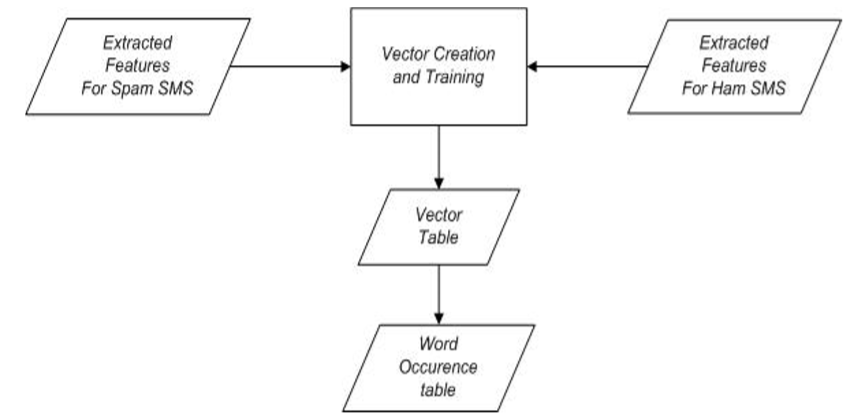 Extracted
Features
For Spam SMS
Vector Creation
and Training
Extracted
Features
For Ham SMS
Vector
Table
Word
Occurence
table